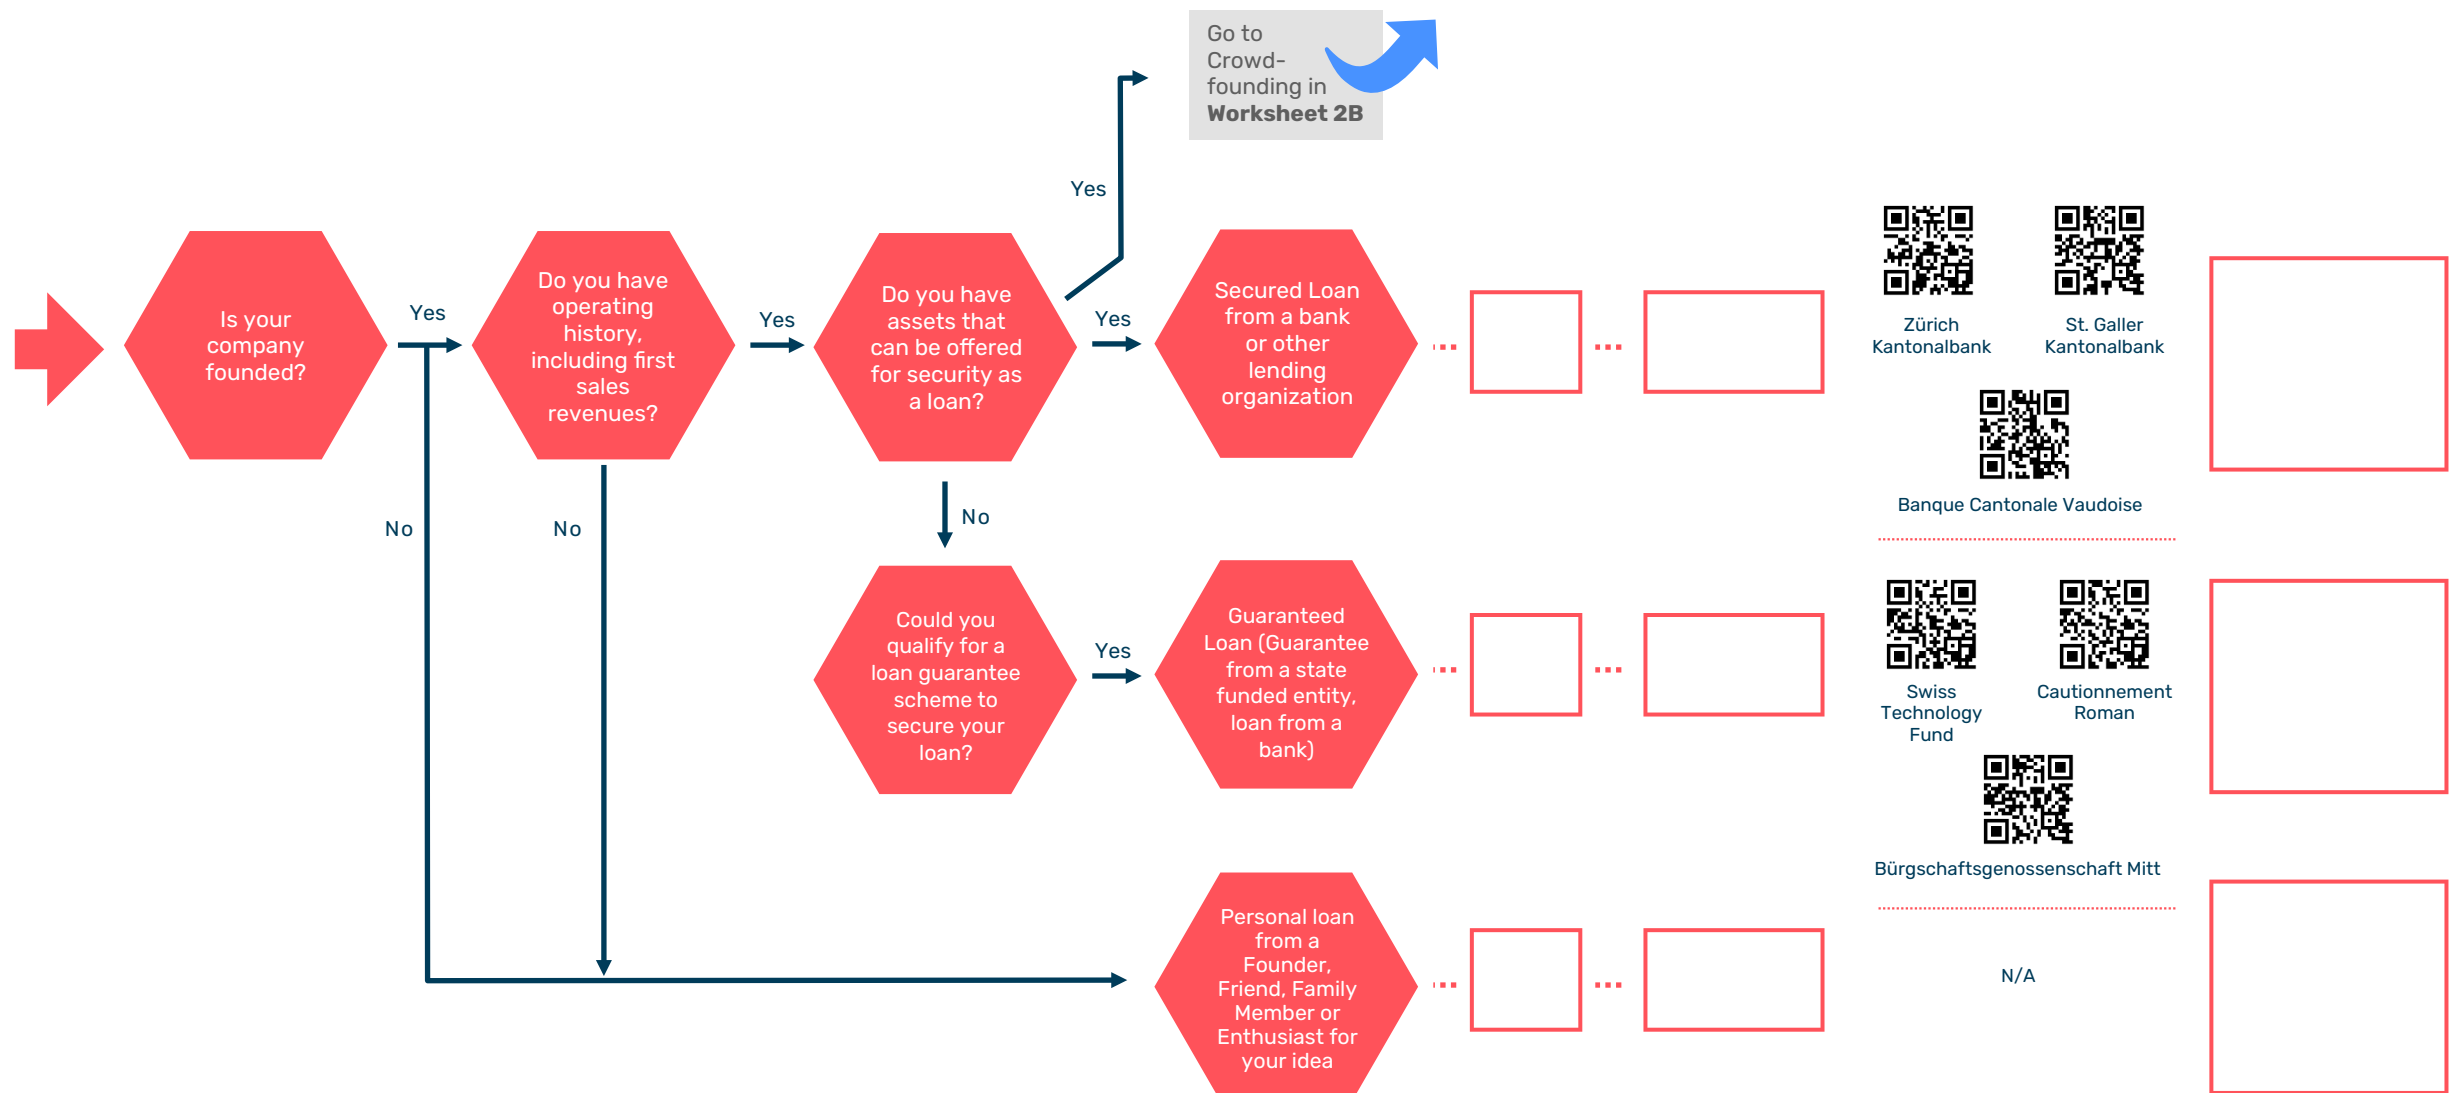 Go to
Crowd-
founding in
Worksheet 2B
Is your
company
founded?
Yes
No
Do you have
operating
history,
including first
sales
revenues?
Yes
No
Do you have
assets that
can be offered
for security as
a loan?
Yes
Yes
No
Secured Loan
from a bank
or other
lending
organization
Zürich
Kantonalbank
St. Galler
Kantonalbank
Banque Cantonale Vaudoise
Could you
qualify for a
loan guarantee
scheme to
secure your
loan?
Yes
Guaranteed
Loan (Guarantee
from a state
funded entity,
loan from a
bank)
Swiss
Technology
Fund
Cautionnement
Roman
Bürgschaftsgenossenschaft Mitt
Personal loan
from a
Founder,
Friend, Family
Member or
Enthusiast for
your idea
N/A